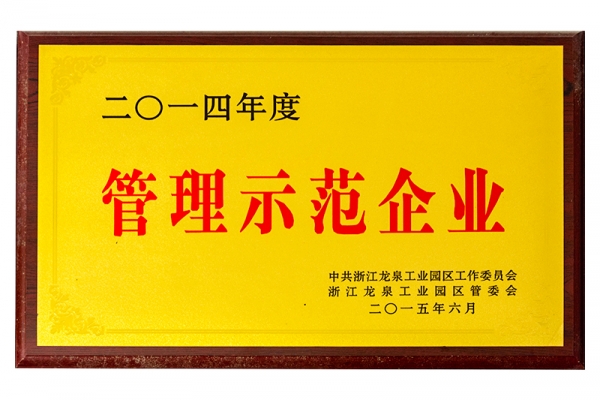 二〇一四年度
管理示范企业
中共浙江龙泉工业园区工作委员会
浙江龙泉工业园区管委会
二〇一五年六月